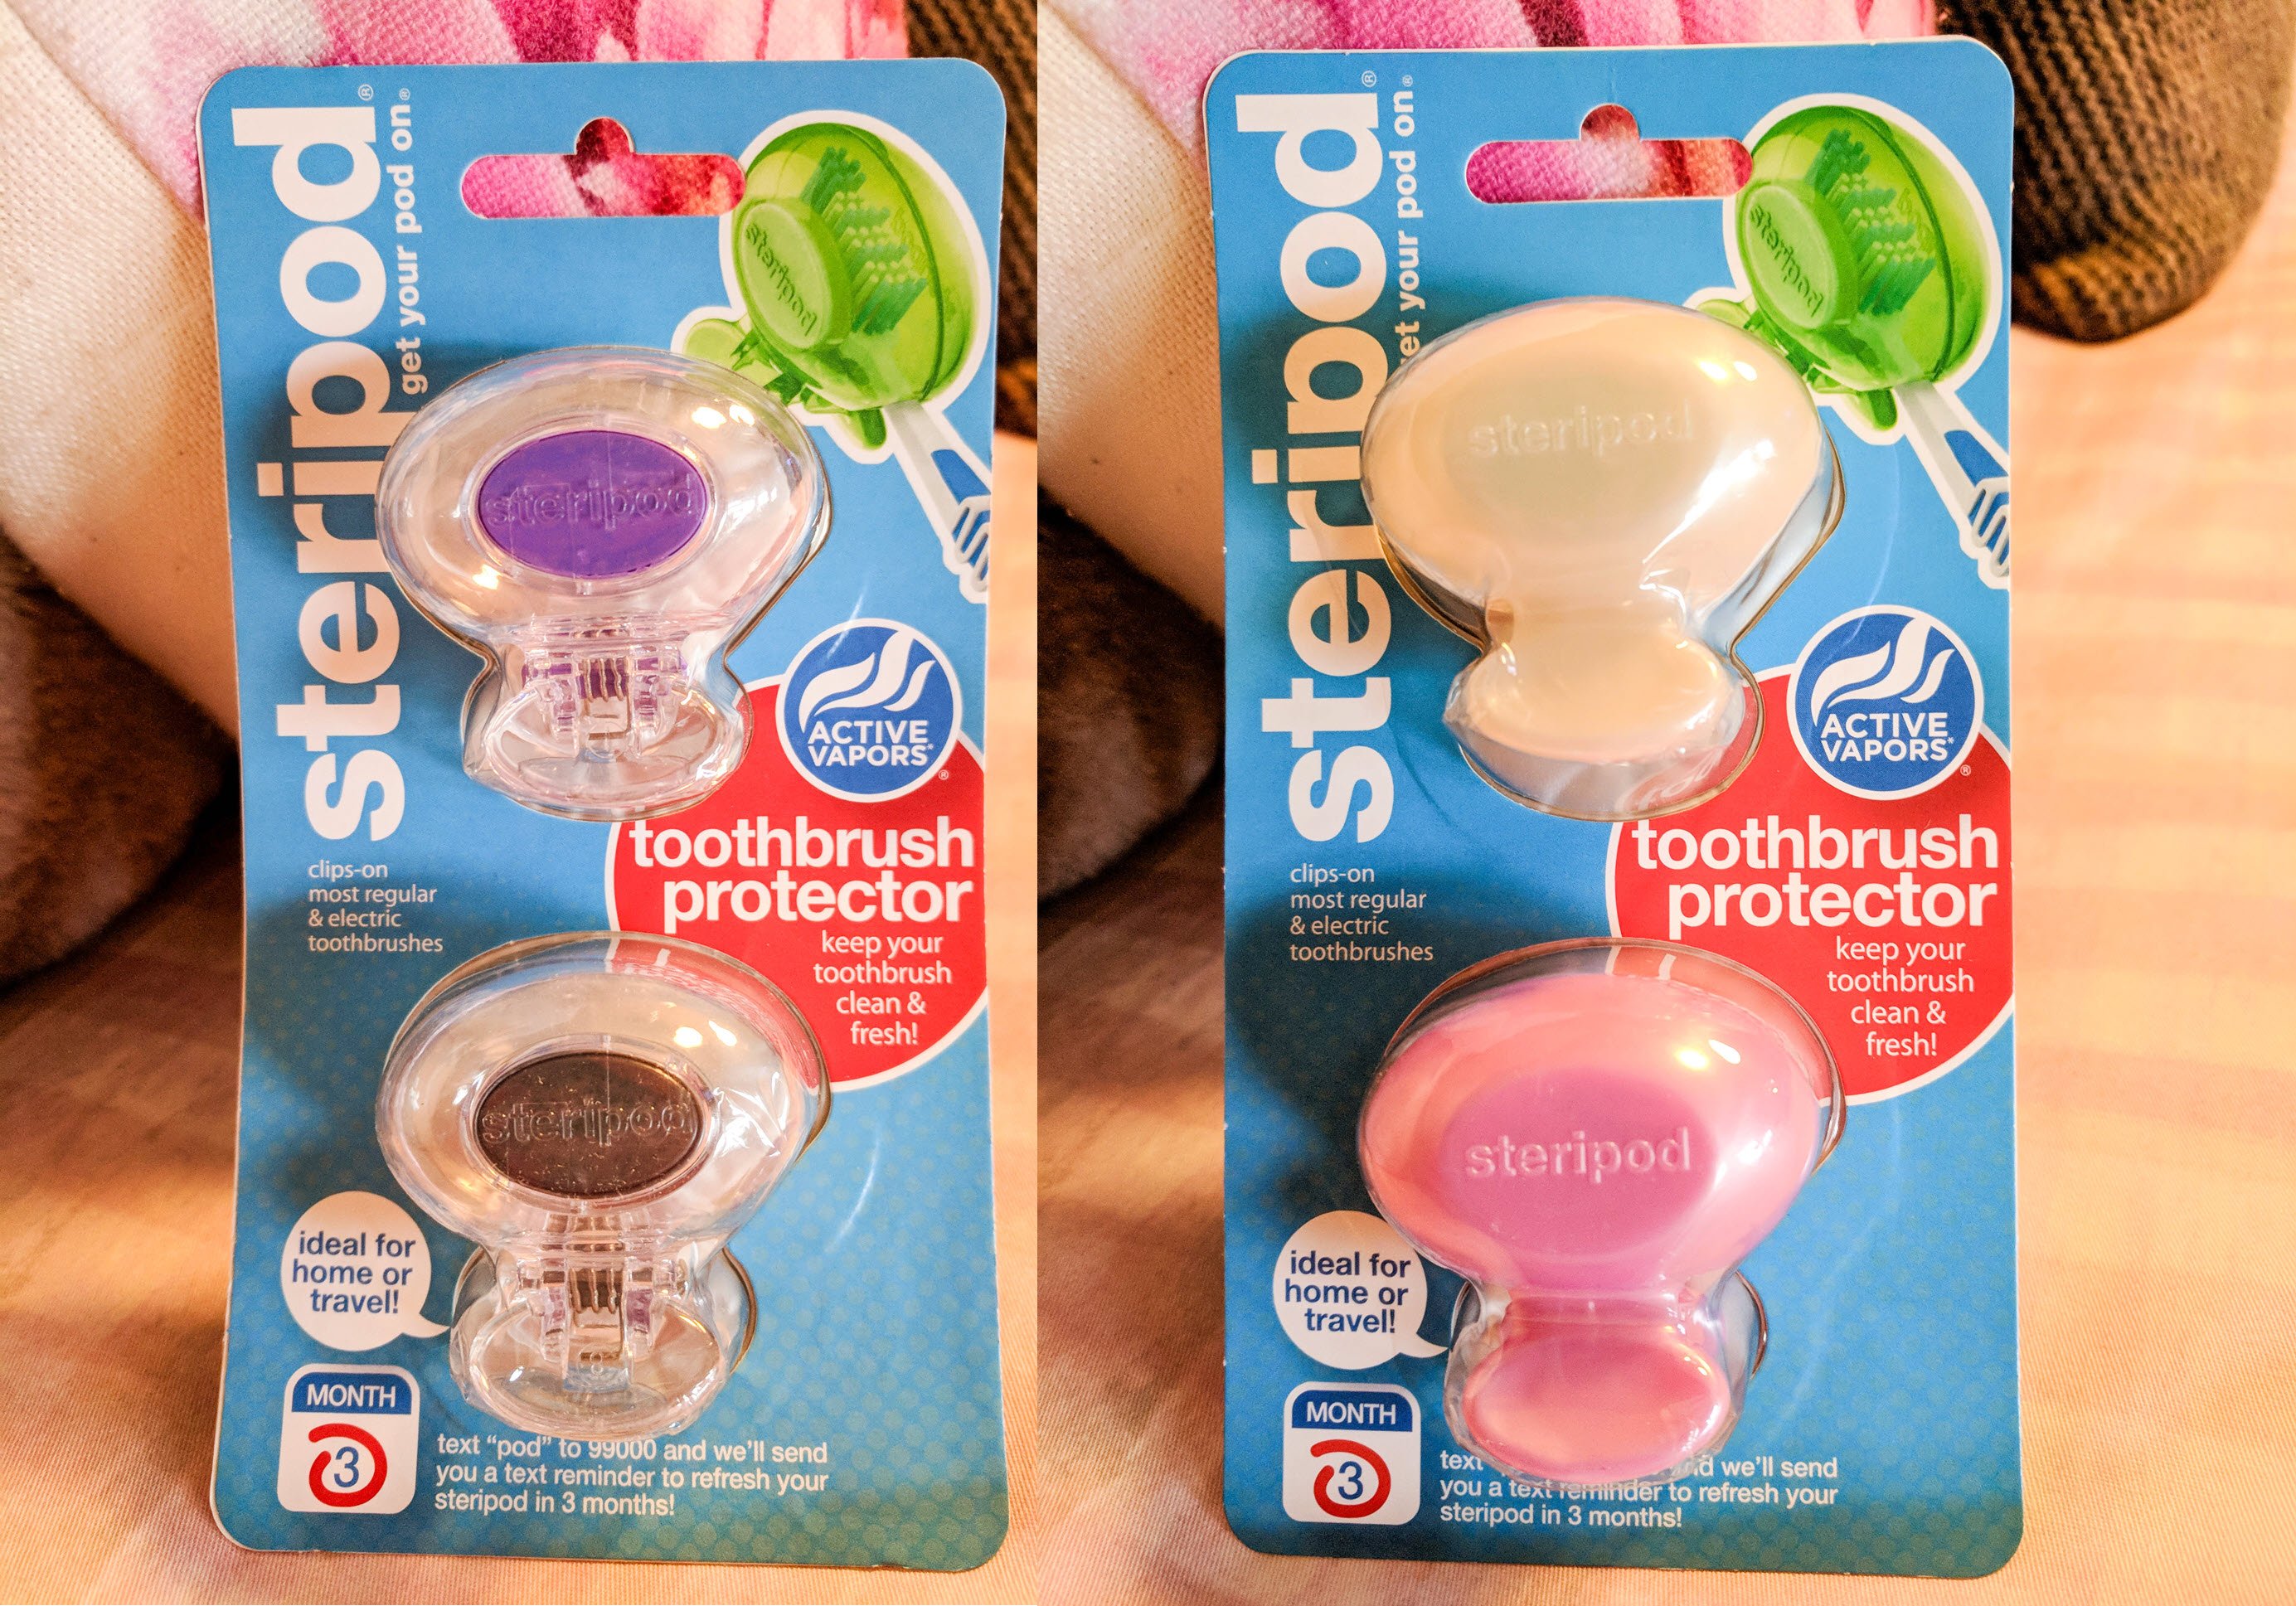 steripod®
get your pod on®
steripod
steripod
ACTIVE
VAPORS*®
toothbrush
protector
keep your
toothbrush
clean &
fresh!
clips-on
most regular
& electric
toothbrushes
steripod
ideal for
home or
travel!
MONTH
3
text “pod” to 99000 and we’ll send
you a text reminder to refresh your
steripod in 3 months!
steripod®
get your pod on®
steripod
steripod
ACTIVE
VAPORS*®
toothbrush
protector
keep your
toothbrush
clean &
fresh!
clips-on
most regular
& electric
toothbrushes
steripod
ideal for
home or
travel!
MONTH
3
text and we’ll send
you a text reminder to refresh your
steripod in 3 months!